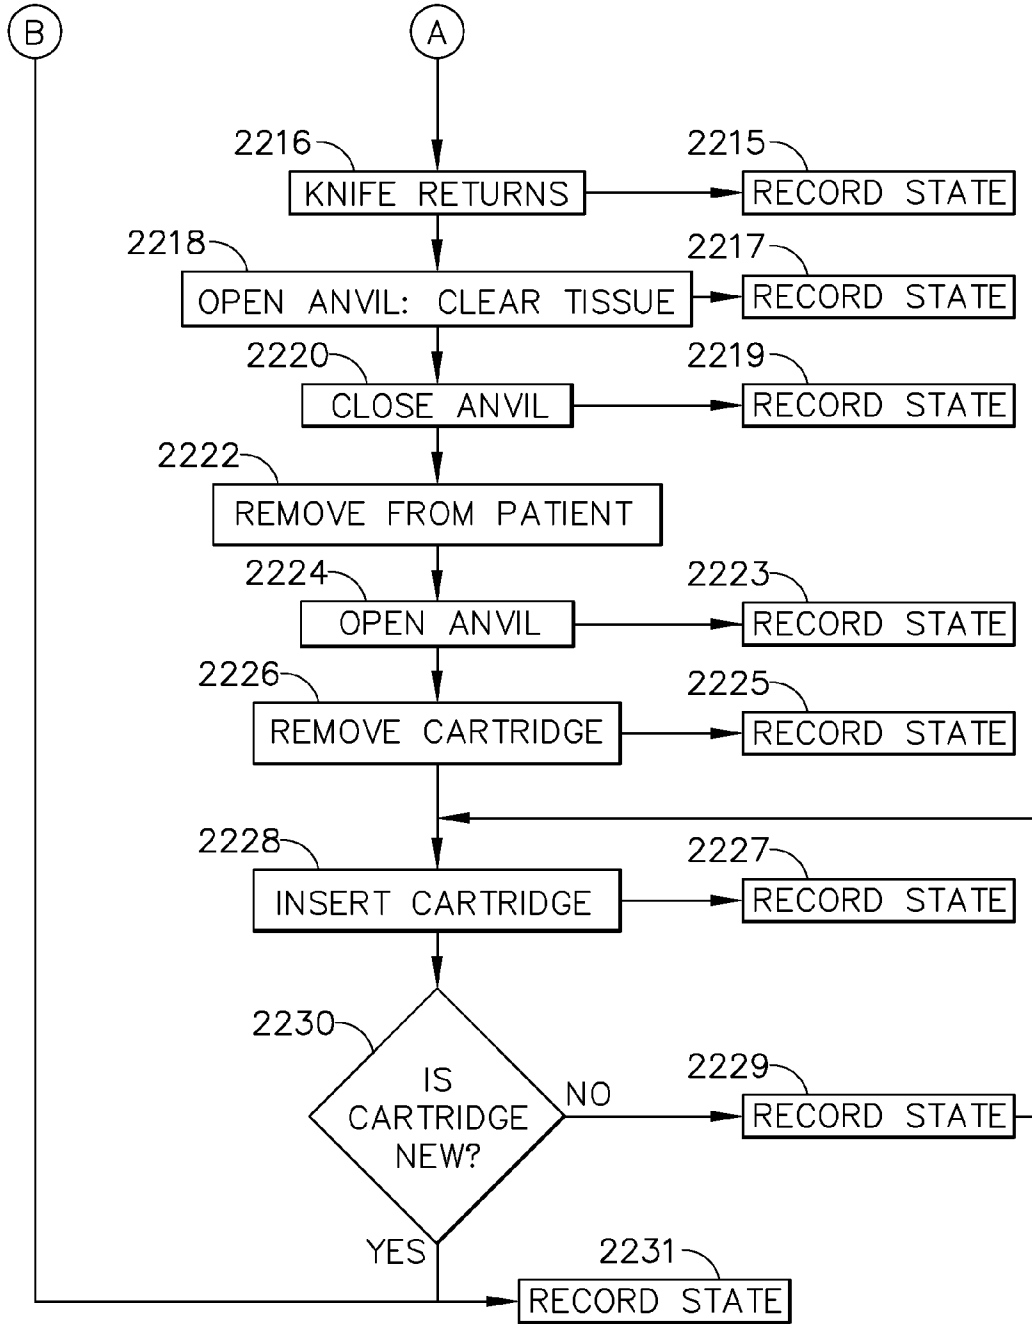 B
A
2216
2215
KNIFE RETURNS
RECORD STATE
2218
2217
OPEN ANVIL: CLEAR TISSUE
RECORD STATE
2220
2219
CLOSE ANVIL
RECORD STATE
2222
REMOVE FROM PATIENT
2224
2223
OPEN ANVIL
RECORD STATE
2226
2225
REMOVE CARTRIDGE
RECORD STATE
2228
2227
INSERT CARTRIDGE
RECORD STATE
2230
IS
CARTRIDGE
NEW?
NO
2229
RECORD STATE
YES
2231
RECORD STATE